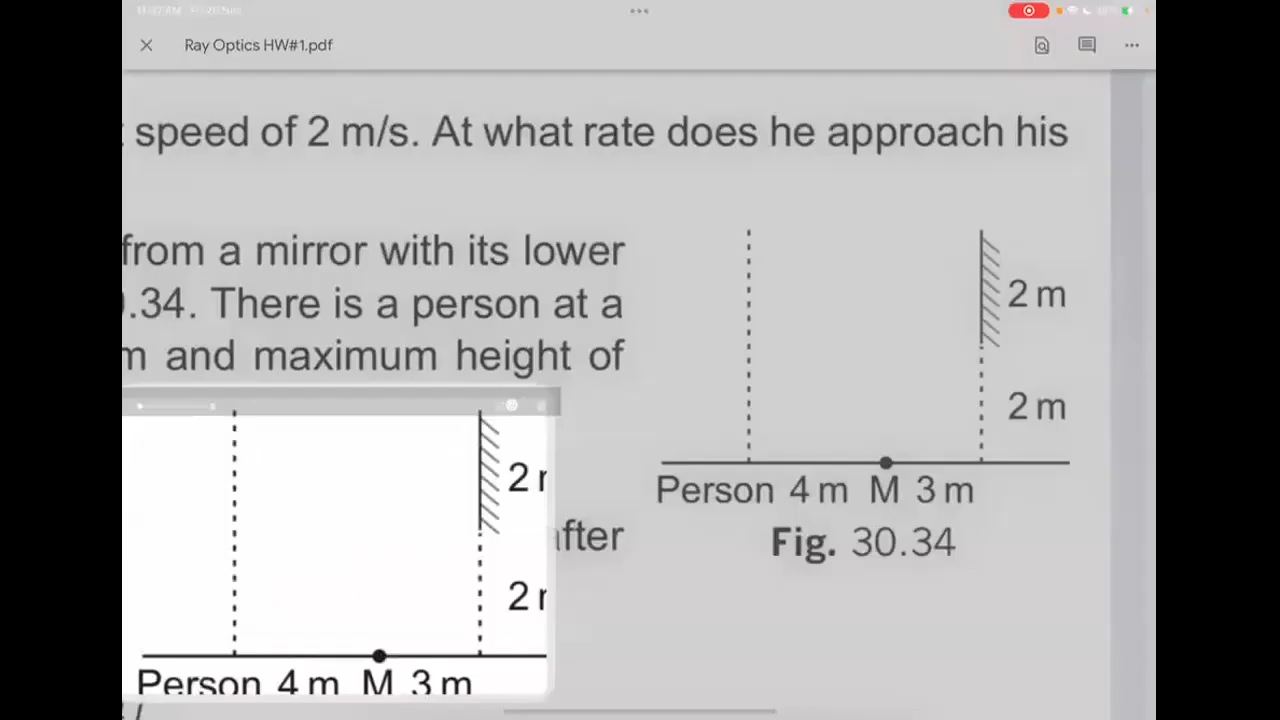 Ray Optics HW#1.pdf
speed of 2 m/s. At what rate does he approach his
from a mirror with its lower
0.34. There is a person at a
m and maximum height of
after
2 m
2 m
Person 4 m M 3 m
Fig. 30.34
2
2
Person 4 m M 3 m